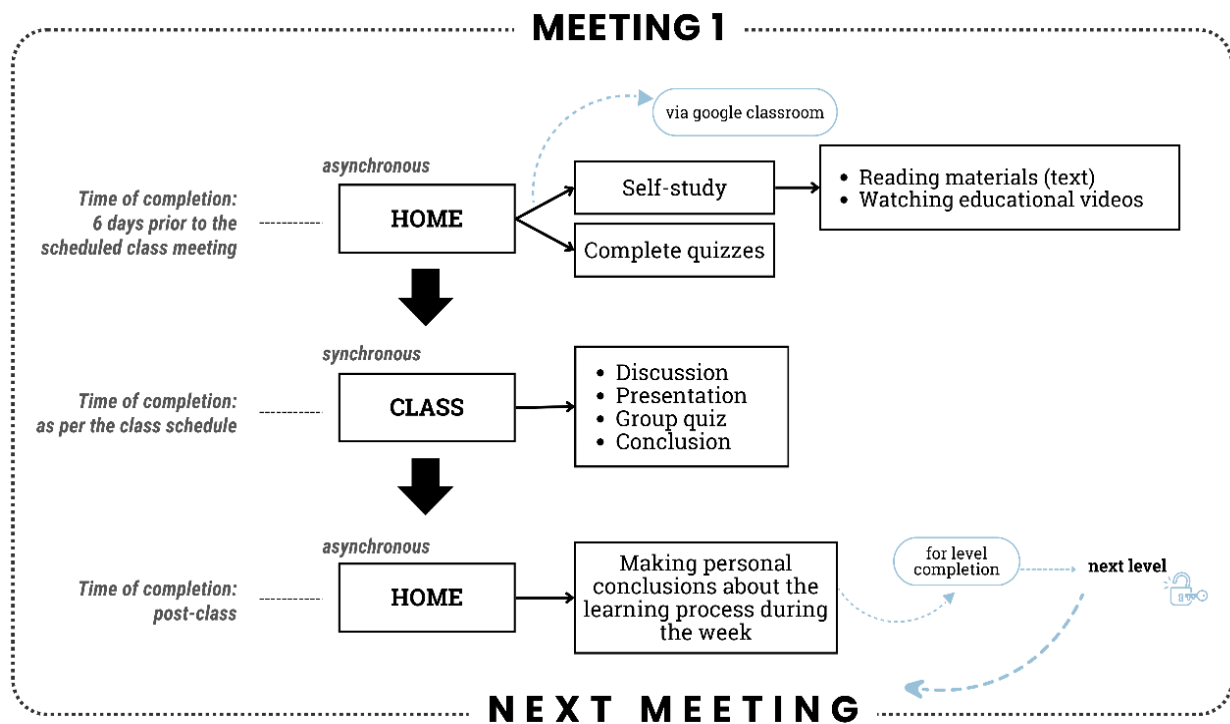 MEETING 1
via google classroom
asynchronous
Time of completion:
6 days prior to the
scheduled class meeting
HOME
Self-study
• Reading materials (text)
• Watching educational videos
Complete quizzes
synchronous
Time of completion:
as per the class schedule
CLASS
• Discussion
• Presentation
• Group quiz
• Conclusion
asynchronous
Time of completion:
post-class
HOME
Making personal
conclusions about the
learning process during
the week
for level
completion
next level
NEXT MEETING